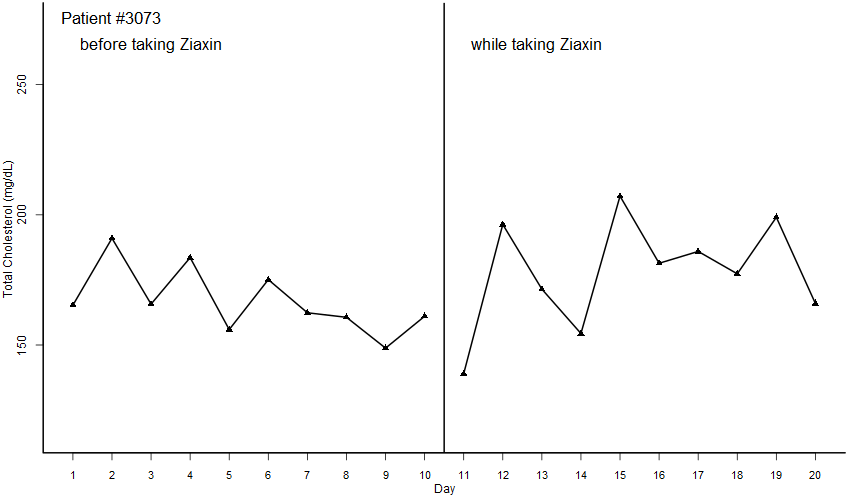 Patient #3073
before taking Ziaxin
while taking Ziaxin
Total Cholesterol (mg/dL)
250
200
150
1 2 3 4 5 6 7 8 9 10 11 12 13 14 15 16 17 18 19 20
Day